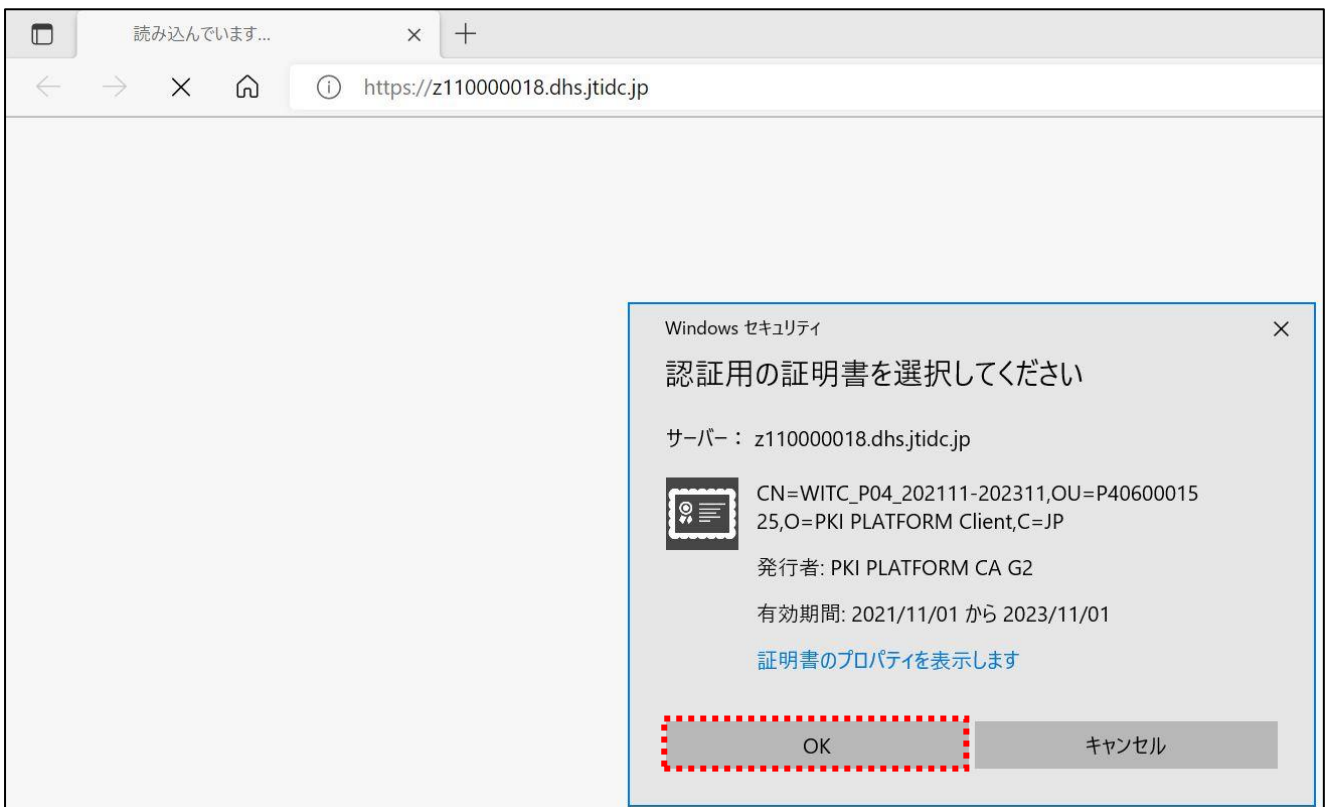 読み込んでいます...
https://z110000018.dhs.jtidc.jp
Windows セキュリティ
認証用の証明書を選択してください
サーバー： z110000018.dhs.jtidc.jp
CN=WITC_P04_202111-202311,OU=P40600015
25,O=PKI PLATFORM Client,C=JP
発行者: PKI PLATFORM CA G2
有効期間: 2021/11/01 から 2023/11/01
証明書のプロパティを表示します
OK キャンセル